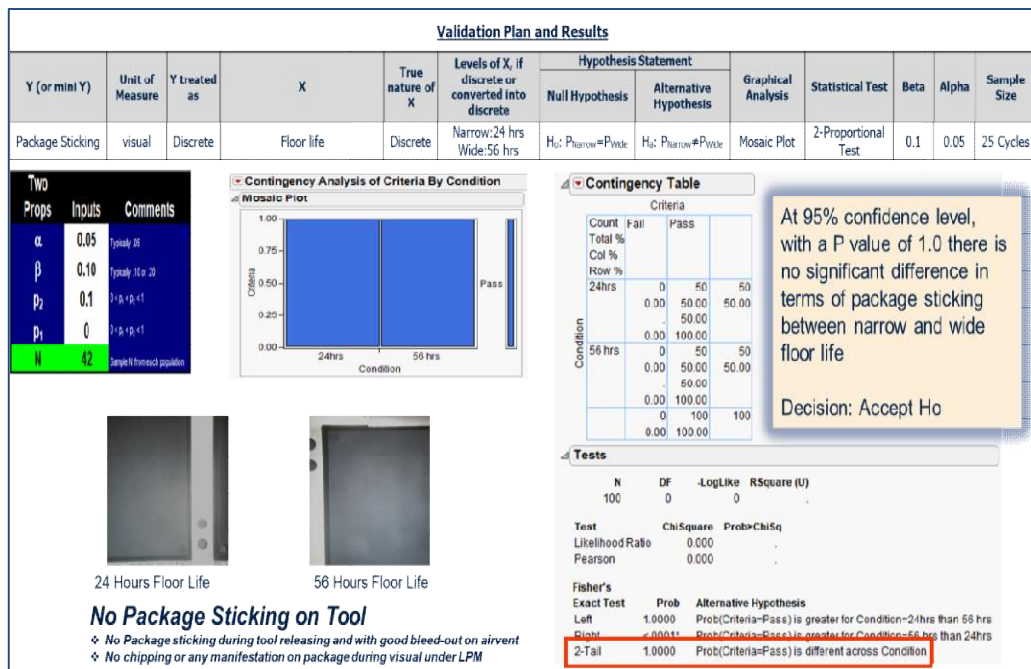 Validation Plan and Results
Y (or mini Y)
Unit of Measure
Y treated as
X
True nature of X
Levels of X, if discrete or converted into discrete
Hypothesis Statement
Null Hypothesis
Alternative Hypothesis
Graphical Analysis
Statistical Test
Beta
Alpha
Sample Size
Package Sticking
visual
Discrete
Floor life
Discrete
Narrow:24 hrs
Wide:56 hrs
H₀: P_Narrow=P_Wide
Hₐ: P_Narrow≠P_Wide
Mosaic Plot
2-Proportional Test
0.1
0.05
25 Cycles
Two Props Inputs Comments
α 0.05 Typically .05
β 0.10 Typically .10 or .20
p₂ 0.1
p₁ 0
N 42 Sample N from each population
Contingency Analysis of Criteria By Condition
Mosaic Plot
1.00
0.75
0.50
0.25
0.00
Criteria
Pass
24hrs 56 hrs
Condition
Contingency Table
Criteria
Count Fail Pass
Total %
Col %
Row %
Condition
24hrs 0 50 50
0.00 50.00 50.00
. 50.00
0.00 100.00
56 hrs 0 50 50
0.00 50.00 50.00
. 50.00
0.00 100.00
0 100 100
0.00 100.00
At 95% confidence level,
with a P value of 1.0 there is
no significant difference in
terms of package sticking
between narrow and wide
floor life
Decision: Accept Ho
Tests
N DF -LogLike RSquare (U)
100 0 0 .
Test ChiSquare Prob>ChiSq
Likelihood Ratio 0.000 .
Pearson 0.000 .
Fisher's
Exact Test Prob Alternative Hypothesis
Left 1.0000 Prob(Criteria=Pass) is greater for Condition=24hrs than 56 hrs
Right <.0001* Prob(Criteria=Pass) is greater for Condition=56 hrs than 24hrs
2-Tail 1.0000 Prob(Criteria=Pass) is different across Condition
24 Hours Floor Life
56 Hours Floor Life
No Package Sticking on Tool
❖ No Package sticking during tool releasing and with good bleed-out on airvent
❖ No chipping or any manifestation on package during visual under LPM